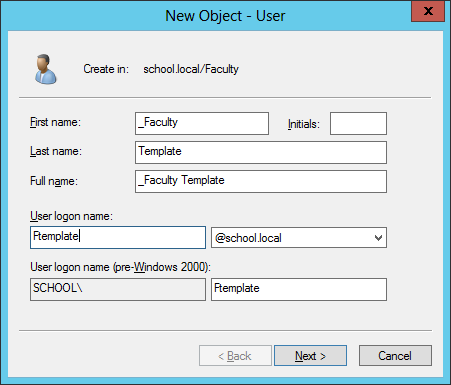 New Object - User
x
Create in: school.local/Faculty
First name: _Faculty Initials:
Last name: Template
Full name: _Faculty Template
User logon name:
Ftemplate @school.local
User logon name (pre-Windows 2000):
SCHOOL\ Ftemplate
< Back Next > Cancel